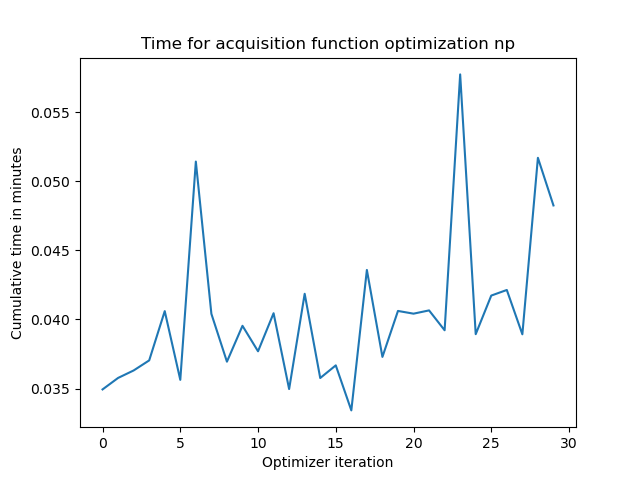 Time for acquisition function optimization np
Cumulative time in minutes
0.055
0.050
0.045
0.040
0.035
0 5 10 15 20 25 30
Optimizer iteration